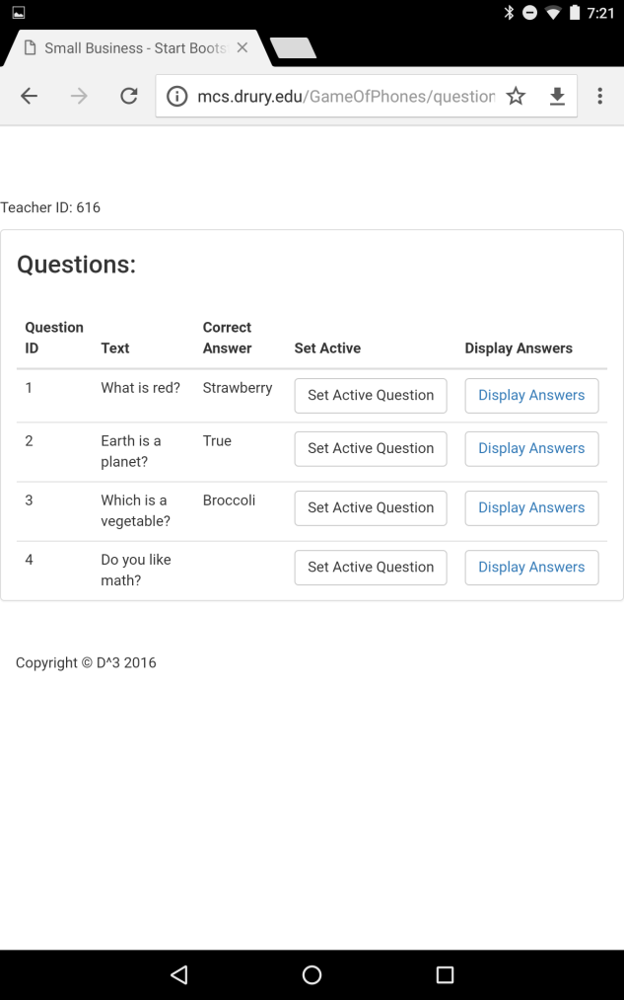 7:21
Small Business - Start Boots
mcs.drury.edu/GameOfPhones/question
Teacher ID: 616
Questions:
Question ID Text Correct Answer Set Active Display Answers
1 What is red? Strawberry Set Active Question Display Answers
2 Earth is a planet? True Set Active Question Display Answers
3 Which is a vegetable? Broccoli Set Active Question Display Answers
4 Do you like math? Set Active Question Display Answers
Copyright © D^3 2016